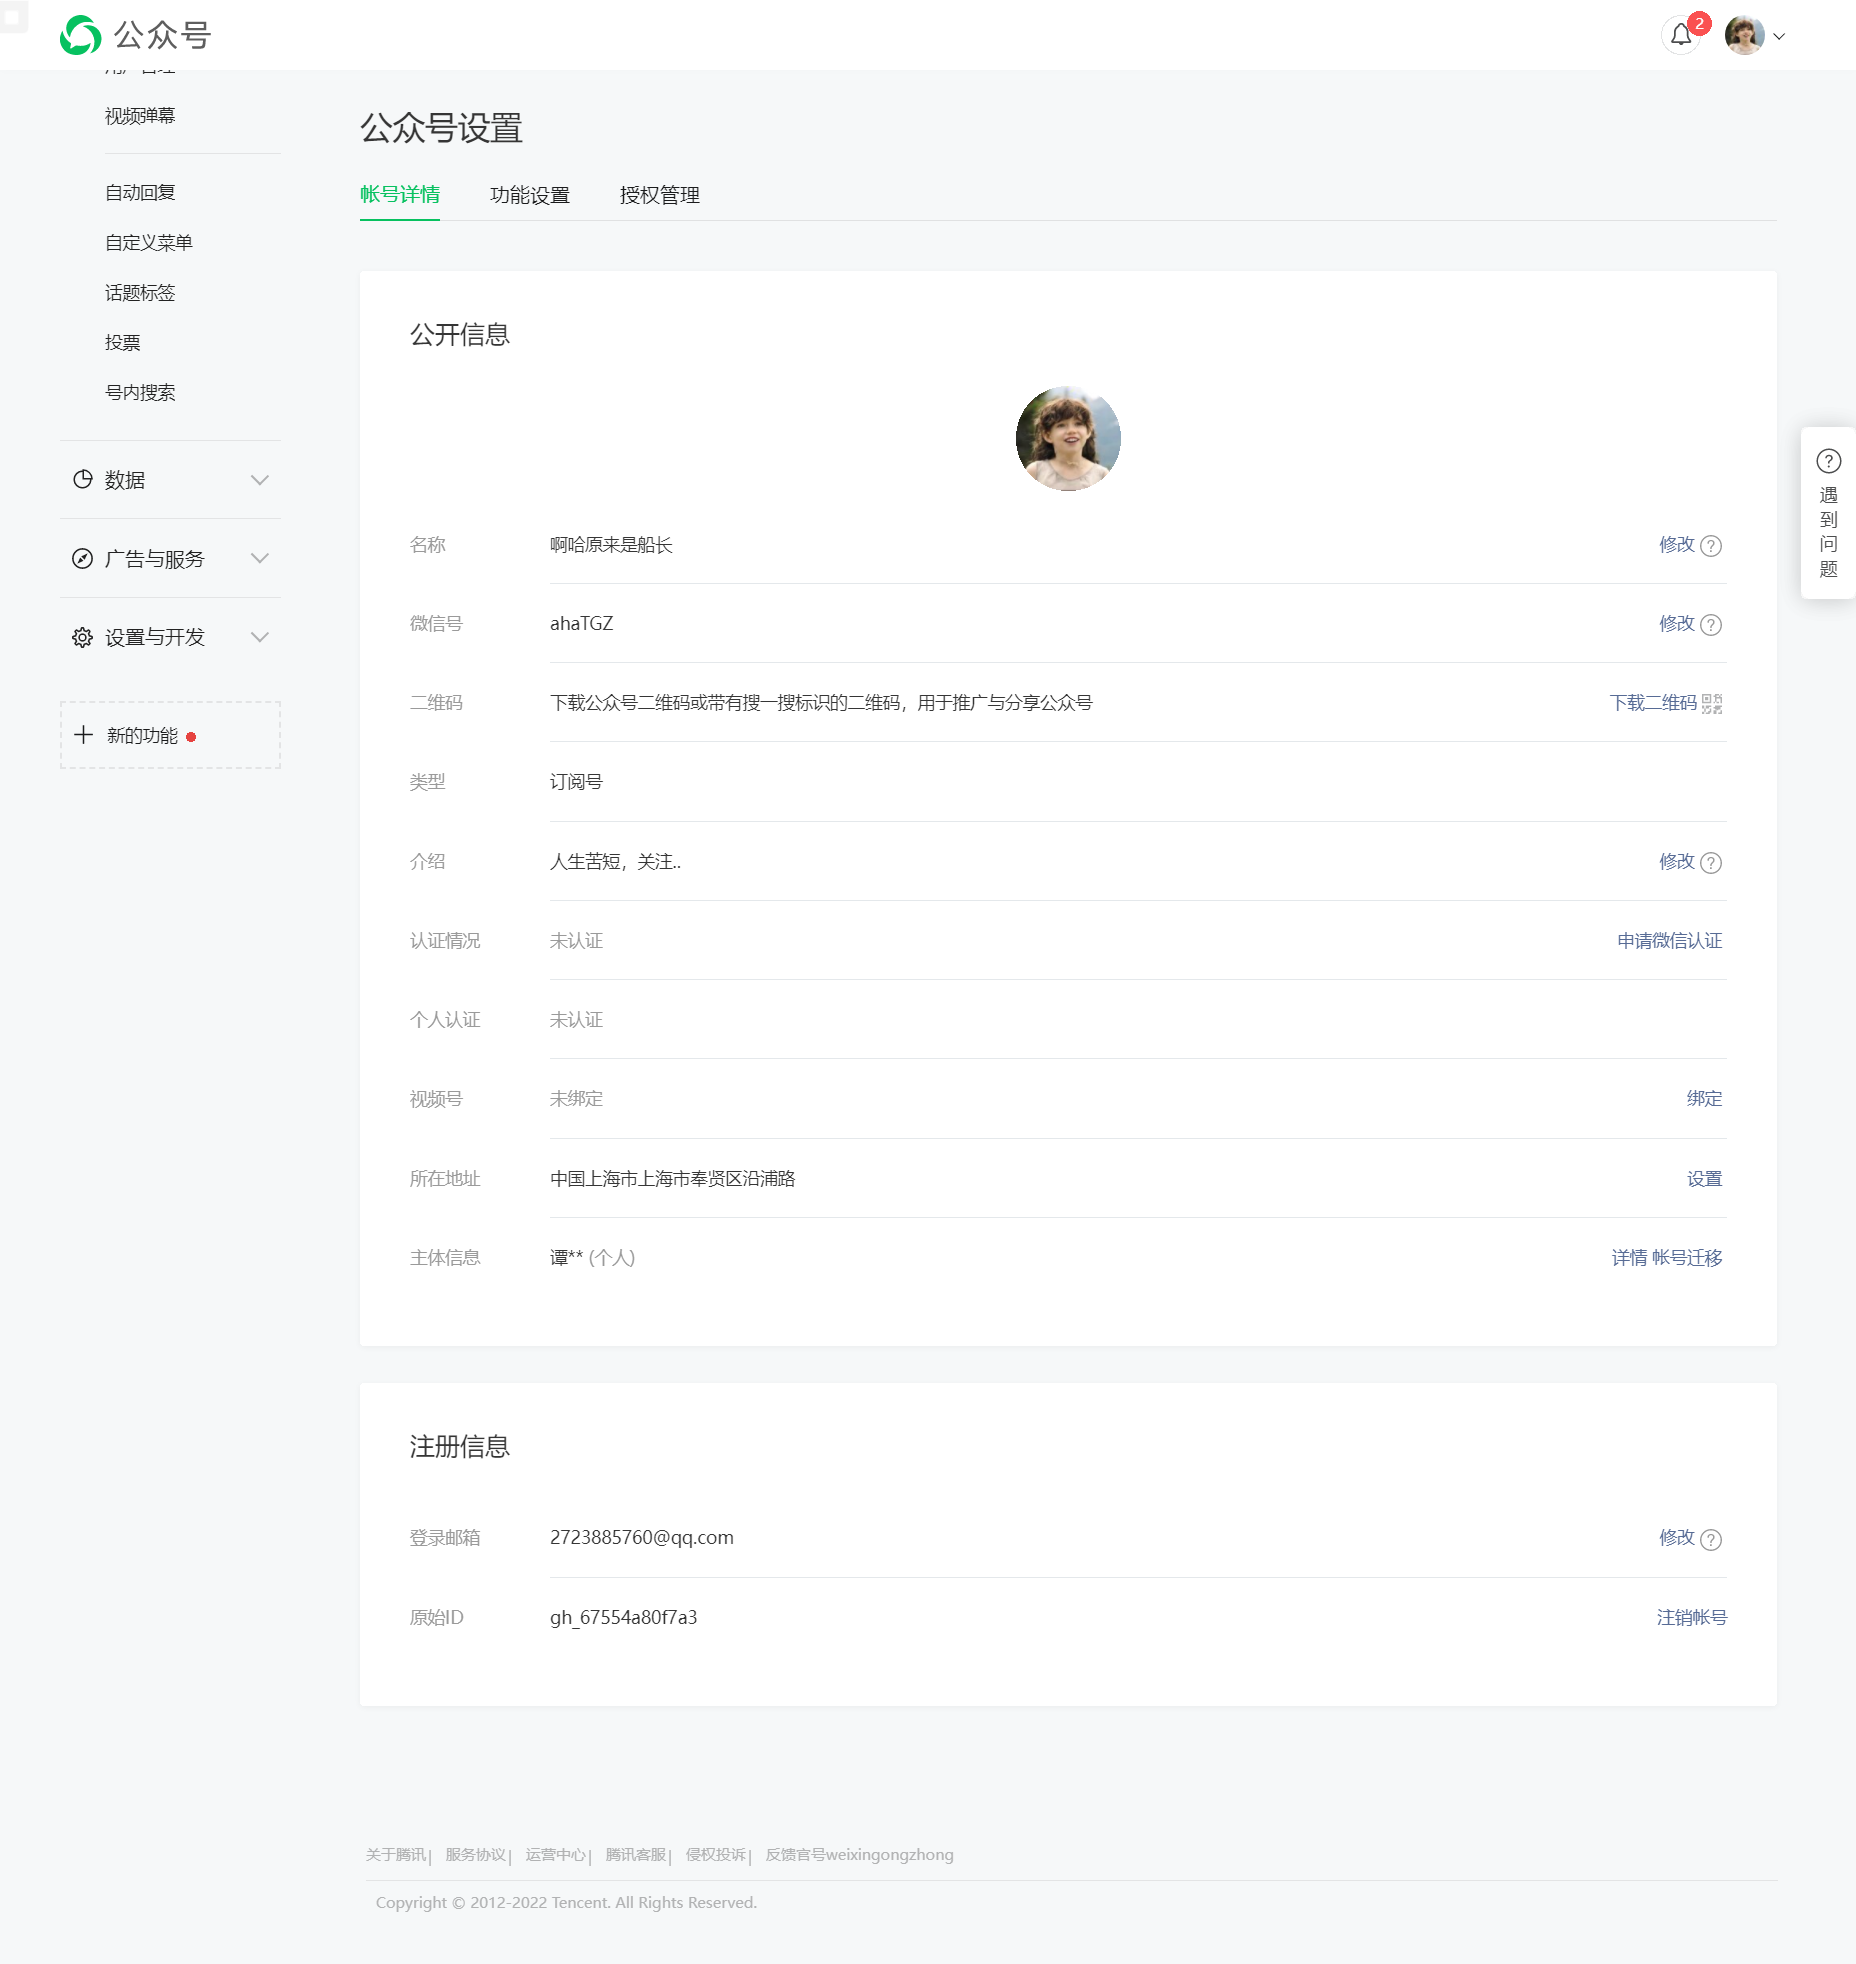 公众号
2
用户管理
视频弹幕
自动回复
自定义菜单
话题标签
投票
号内搜索
数据
广告与服务
设置与开发
新的功能
公众号设置
帐号详情 功能设置 授权管理
公开信息
名称 啊哈原来是船长 修改
微信号 ahaTGZ 修改
二维码 下载公众号二维码或带有搜一搜标识的二维码，用于推广与分享公众号 下载二维码
类型 订阅号
介绍 人生苦短，关注.. 修改
认证情况 未认证 申请微信认证
个人认证 未认证
视频号 未绑定 绑定
所在地址 中国上海市上海市奉贤区沿浦路 设置
主体信息 谭** (个人) 详情 帐号迁移
注册信息
登录邮箱 2723885760@qq.com 修改
原始ID gh_67554a80f7a3 注销帐号
遇
到
问
题
关于腾讯| 服务协议| 运营中心| 腾讯客服| 侵权投诉| 反馈官号weixingongzhong
Copyright © 2012-2022 Tencent. All Rights Reserved.